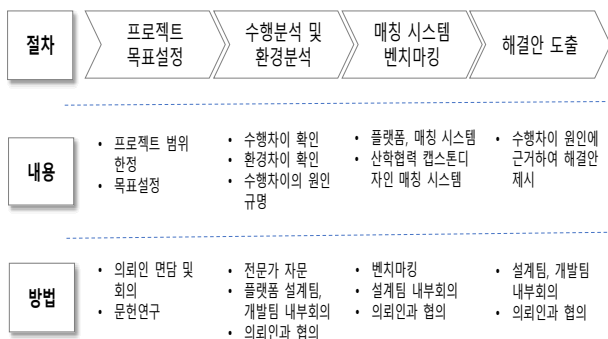 절차
프로젝트
목표설정
수행분석 및
환경분석
매칭 시스템
벤치마킹
해결안 도출
내용
• 프로젝트 범위
한정
• 목표설정
• 수행차이 확인
• 환경차이 확인
• 수행차이의 원인
규명
• 플랫폼, 매칭 시스템
• 산학협력 캡스톤디
자인 매칭 시스템
• 수행차이 원인에
근거하여 해결안
제시
방법
• 의뢰인 면담 및
회의
• 문헌연구
• 전문가 자문
• 플랫폼 설계팀,
개발팀 내부회의
• 의뢰인과 협의
• 벤치마킹
• 설계팀 내부회의
• 의뢰인과 협의
• 설계팀, 개발팀
내부회의
• 의뢰인과 협의